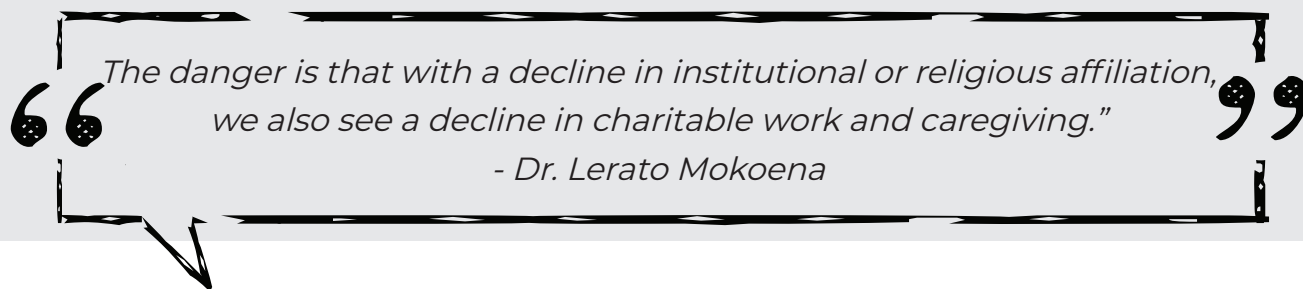 The danger is that with a decline in institutional or religious affiliation,
we also see a decline in charitable work and caregiving.”
- Dr. Lerato Mokoena